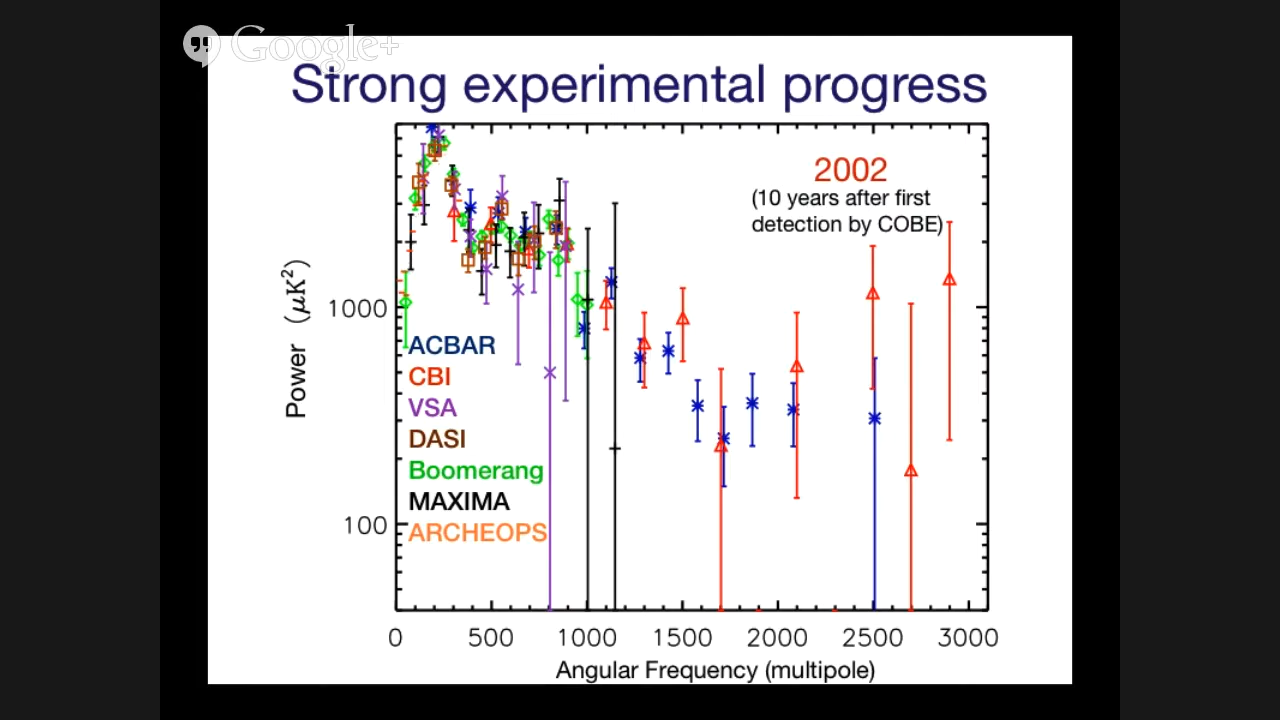 Google+
Strong experimental progress
2002
(10 years after first
detection by COBE)
Power (μK²)
1000
100
ACBAR
CBI
VSA
DASI
Boomerang
MAXIMA
ARCHEOPS
0 500 1000 1500 2000 2500 3000
Angular Frequency (multipole)